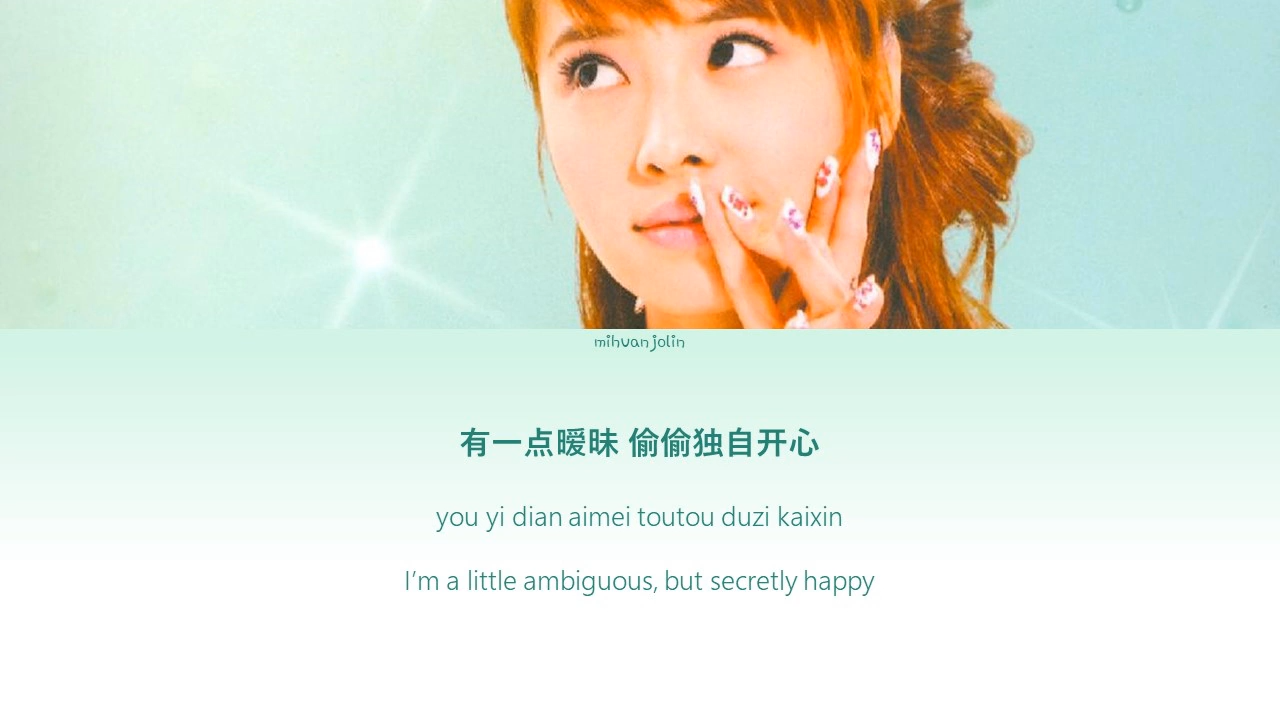 mihuanjolin
有一点暧昧 偷偷独自开心
you yi dian aimei toutou duzi kaixin
I'm a little ambiguous, but secretly happy